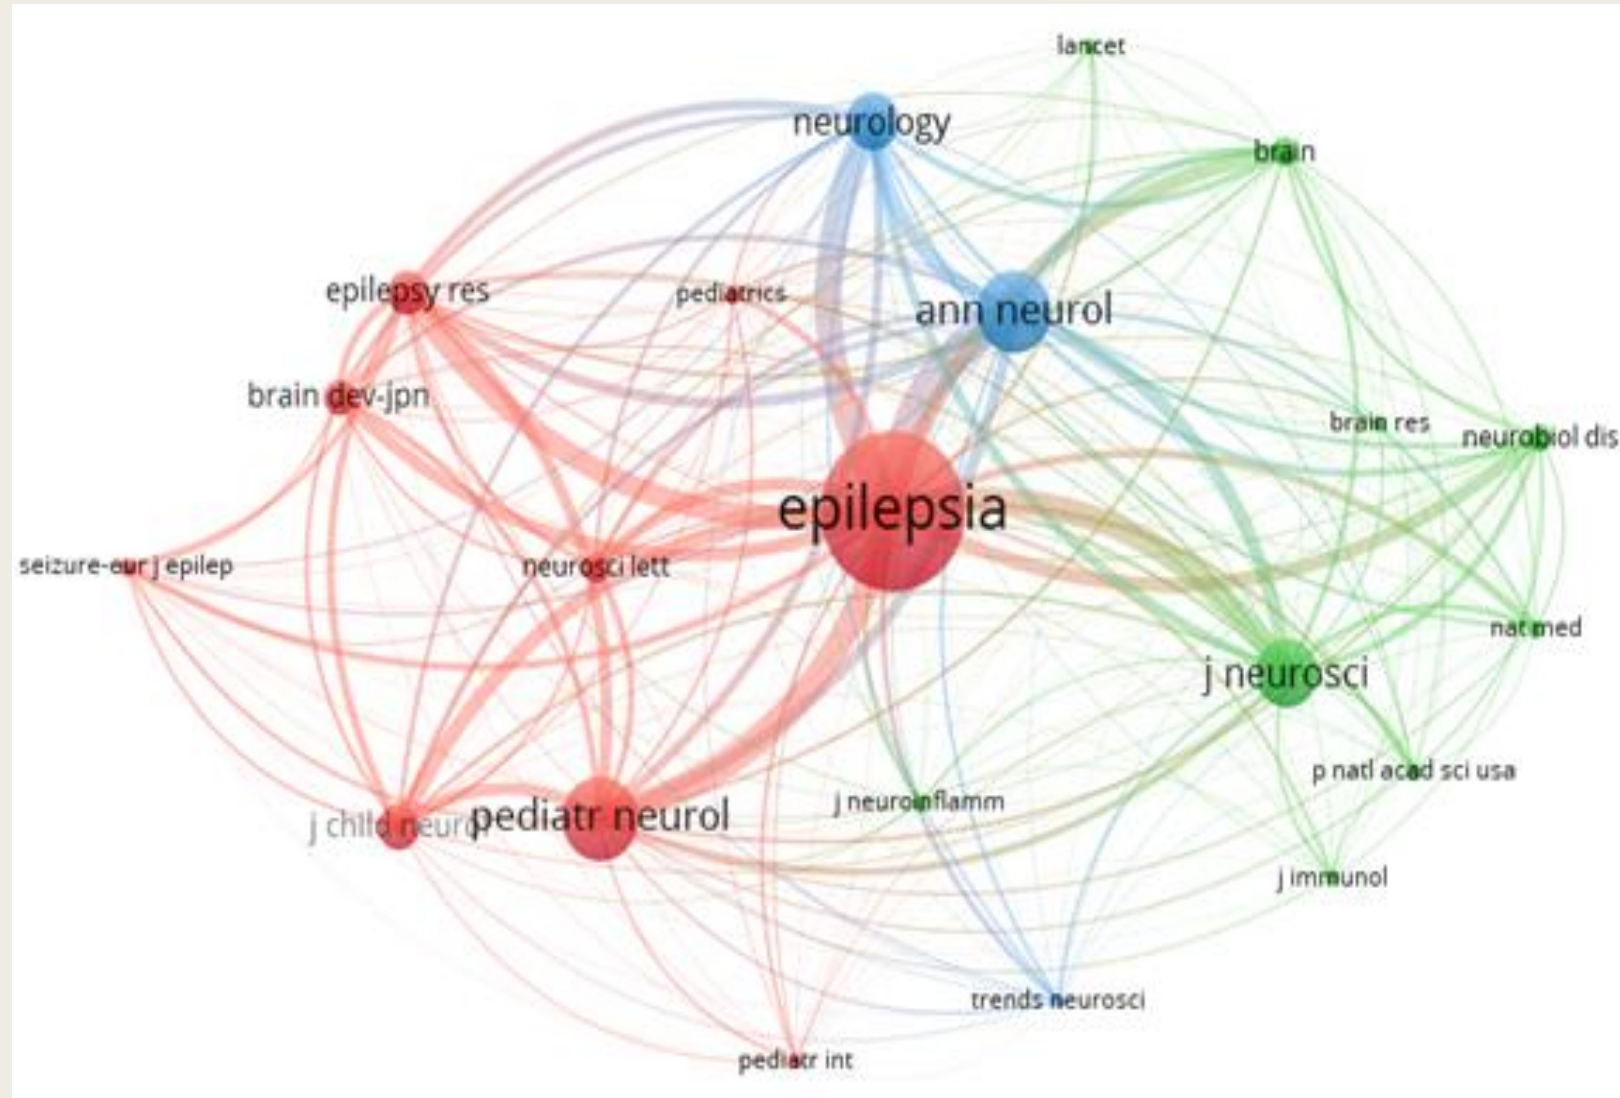 lancet
neurology
brain
epilepsy res
pediatrics
ann neurol
brain dev-jpn
brain res
neurobiol dis
epilepsia
seizure-eur j epilep
neurosci lett
nat med
j neurosci
p natl acad sci usa
j neuroinflamm
j child neurol
pediatr neurol
j immunol
trends neurosci
pediatr int